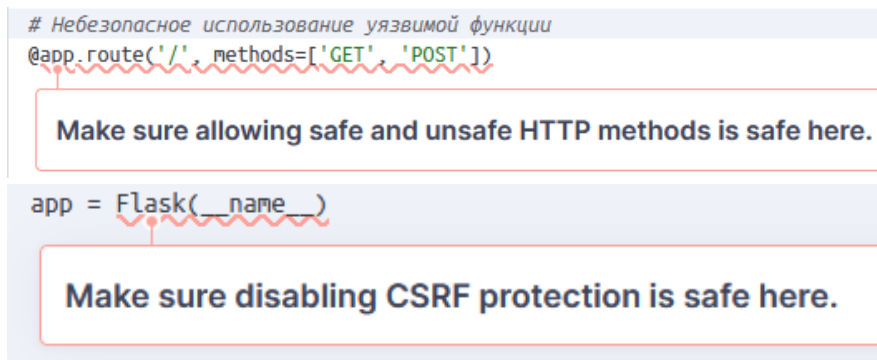 # Небезопасное использование уязвимой функции
@app.route('/', methods=['GET', 'POST'])
Make sure allowing safe and unsafe HTTP methods is safe here.
app = Flask(__name__)
Make sure disabling CSRF protection is safe here.